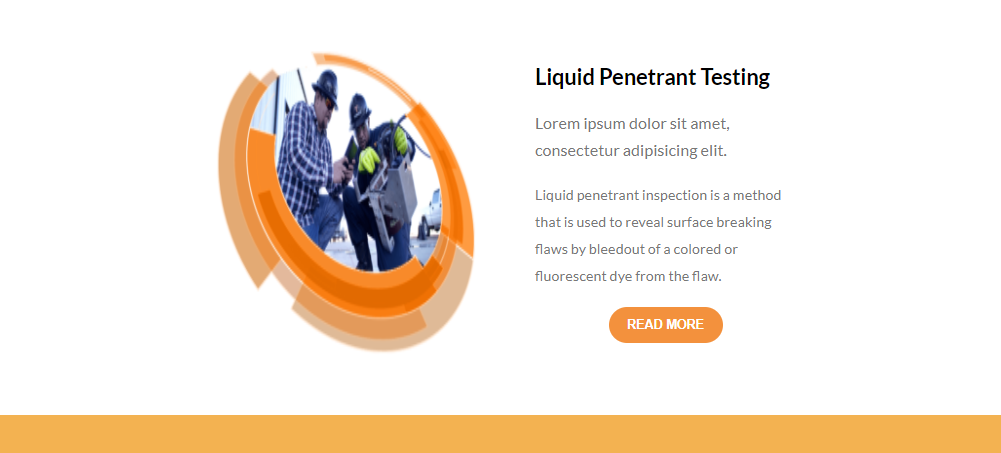 Liquid Penetrant Testing
Lorem ipsum dolor sit amet,
consectetur adipisicing elit.
Liquid penetrant inspection is a method
that is used to reveal surface breaking
flaws by bleedout of a colored or
fluorescent dye from the flaw.
READ MORE